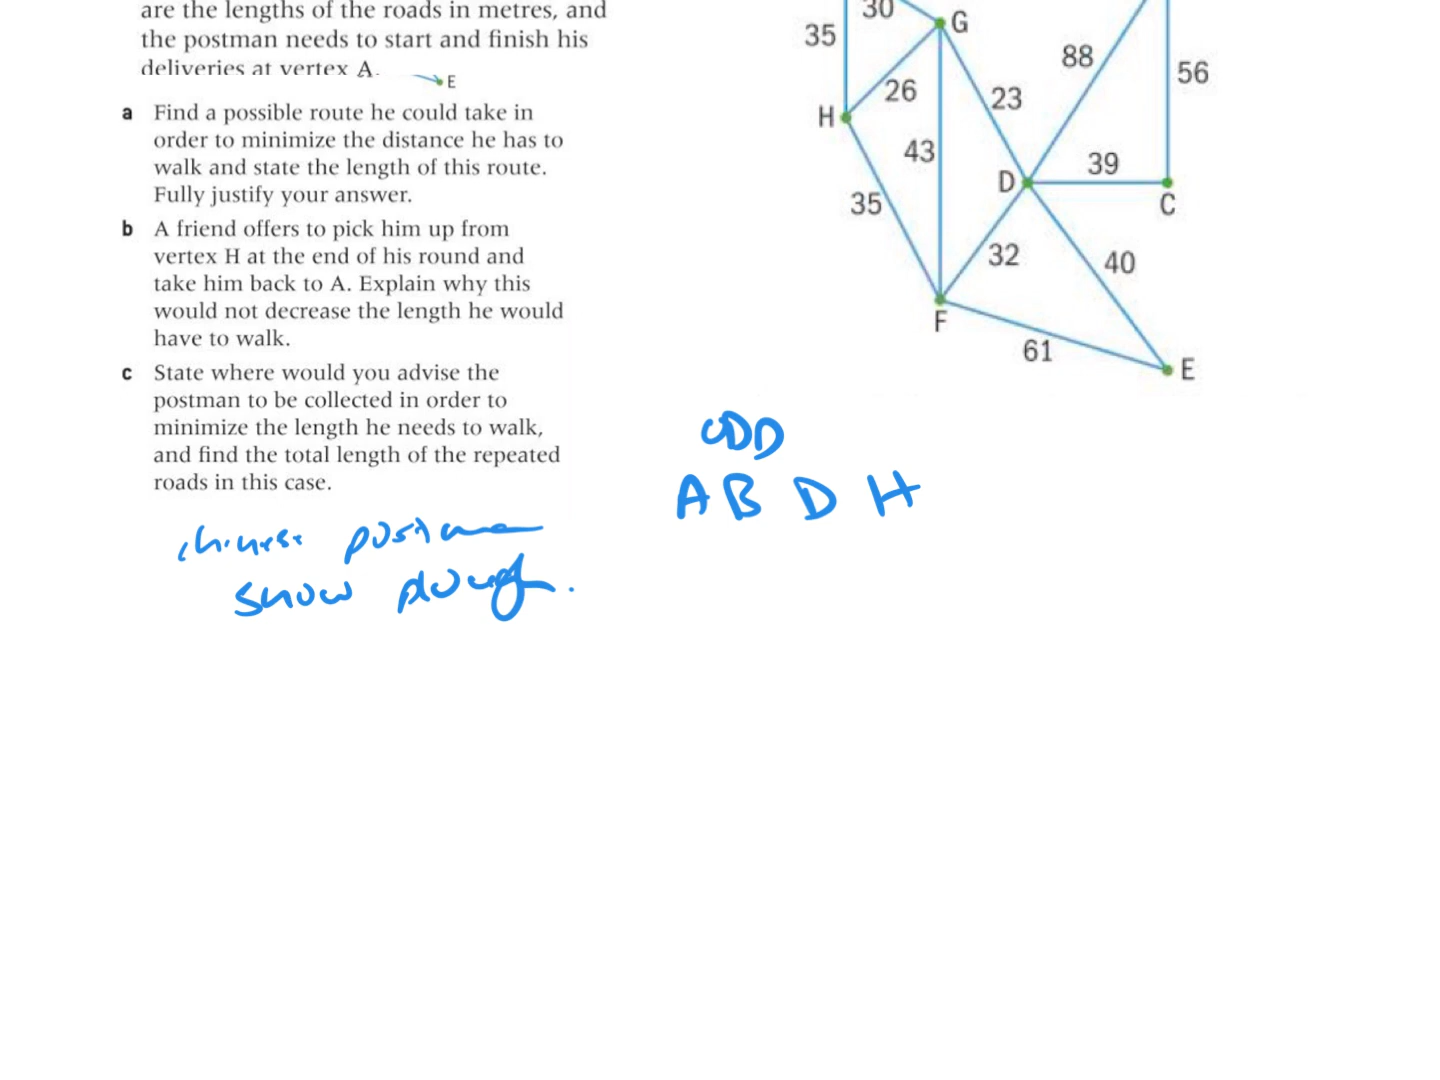 are the lengths of the roads in metres, and
the postman needs to start and finish his
deliveries at vertex A.
E
a Find a possible route he could take in
order to minimize the distance he has to
walk and state the length of this route.
Fully justify your answer.
b A friend offers to pick him up from
vertex H at the end of his round and
take him back to A. Explain why this
would not decrease the length he would
have to walk.
c State where would you advise the
postman to be collected in order to
minimize the length he needs to walk,
and find the total length of the repeated
roads in this case.
chinese postman
snow plough.
30
G
35
88
56
26
23
H
43
39
D
C
35
32
40
F
61
E
ODD
A B D H